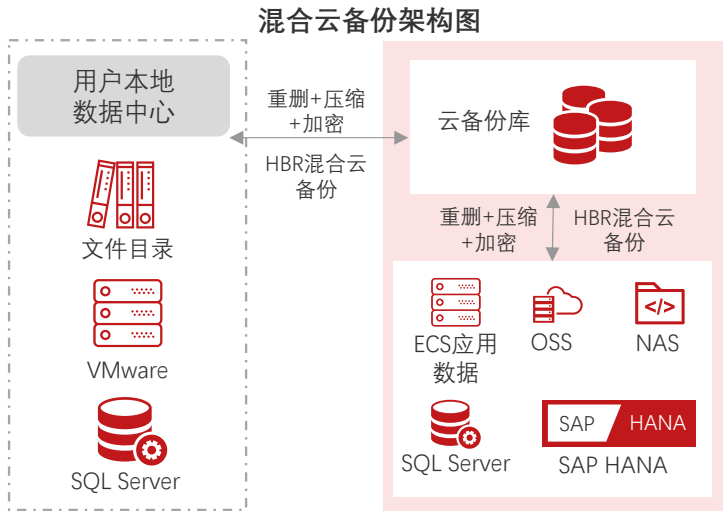 混合云备份架构图
用户本地
数据中心
文件目录
VMware
SQL Server
重删+压缩
+加密
HBR混合云
备份
云备份库
重删+压缩
+加密
HBR混合云
备份
ECS应用
数据
OSS
NAS
SQL Server
SAP HANA
SAP HANA